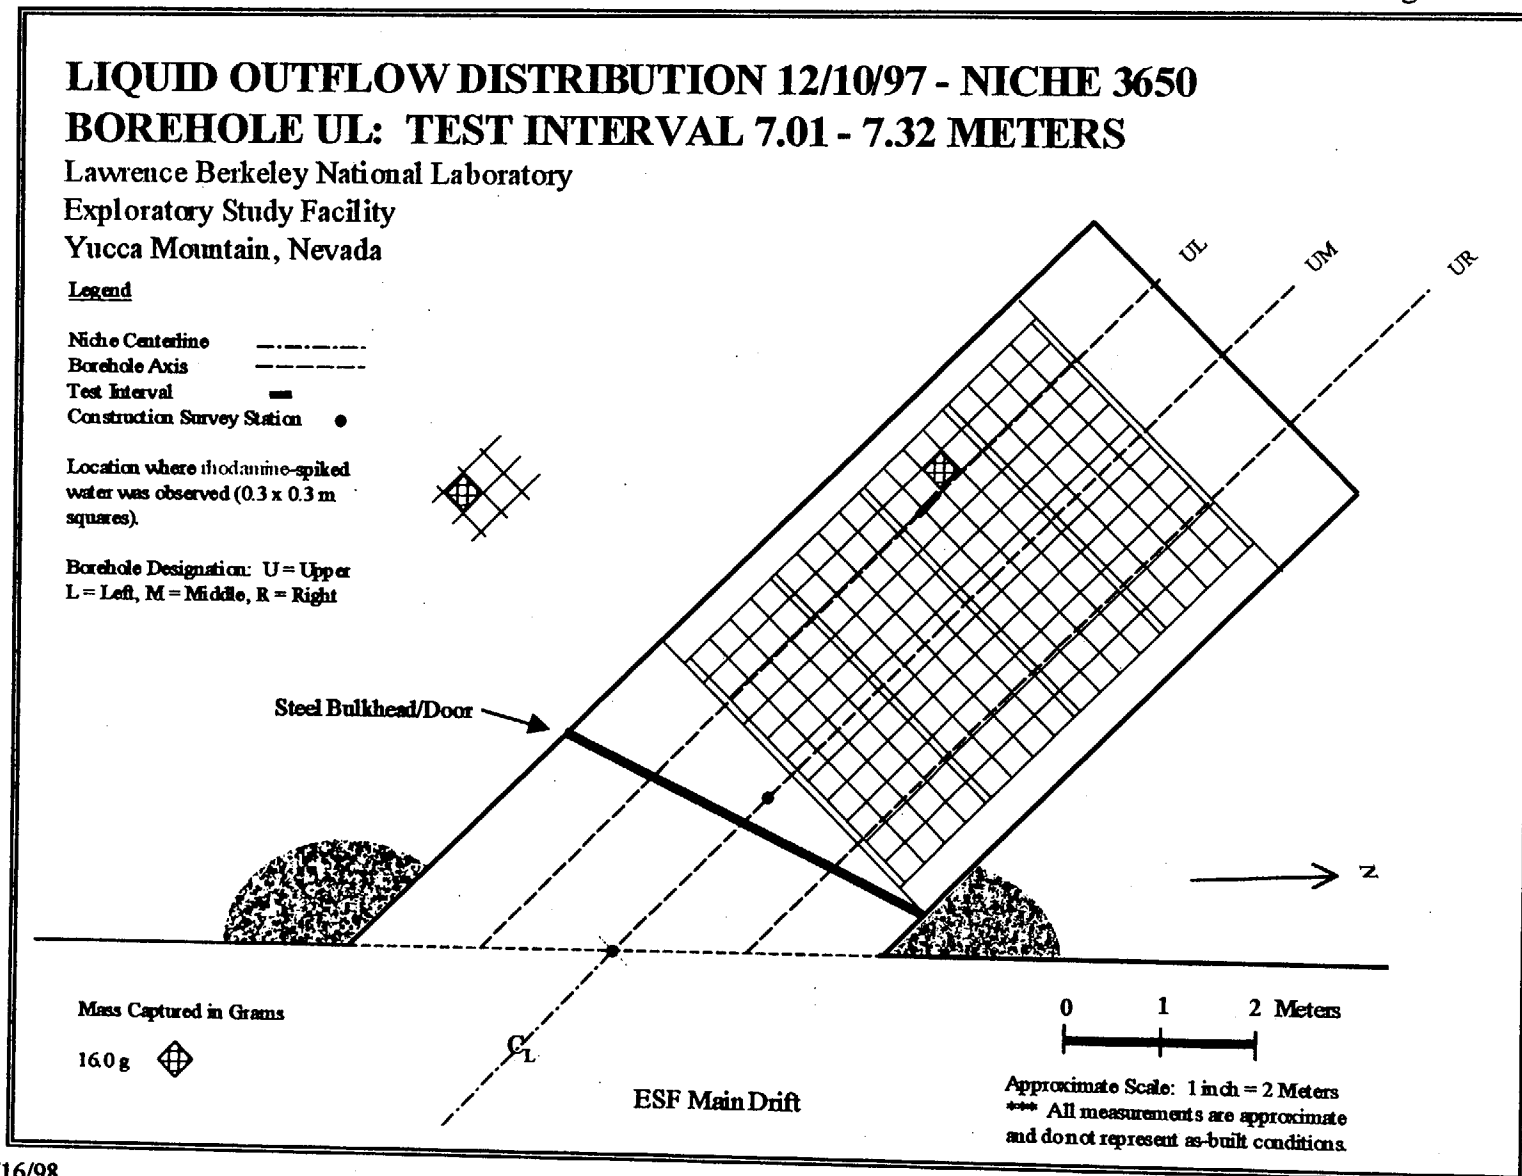 LIQUID OUTFLOW DISTRIBUTION 12/10/97 - NICHE 3650
BOREHOLE UL: TEST INTERVAL 7.01 - 7.32 METERS
Lawrence Berkeley National Laboratory
Exploratory Study Facility
Yucca Mountain, Nevada
Legend
Niche Centerline
Borehole Axis
Test Interval
Construction Survey Station
Location where rhodamine-spiked
water was observed (0.3 x 0.3 m
squares).
Borehole Designation: U = Upper
L = Left, M = Middle, R = Right
UL
UM
UR
Steel Bulkhead/Door
N
Mass Captured in Grams
16.0 g
CL
ESF Main Drift
0 1 2 Meters
Approximate Scale: 1 inch = 2 Meters
*** All measurements are approximate
and do not represent as-built conditions.
16/98